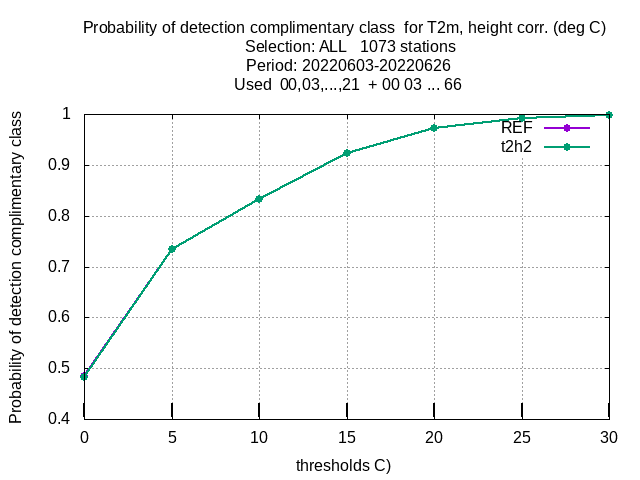 Probability of detection complimentary class  for T2m, height corr. (deg C)
Selection: ALL   1073 stations
Period: 20220603-20220626
Used  00,03,...,21  + 00 03 ... 66
Probability of detection complimentary class
1
0.9
0.8
0.7
0.6
0.5
0.4
REF
t2h2
0 5 10 15 20 25 30
thresholds C)